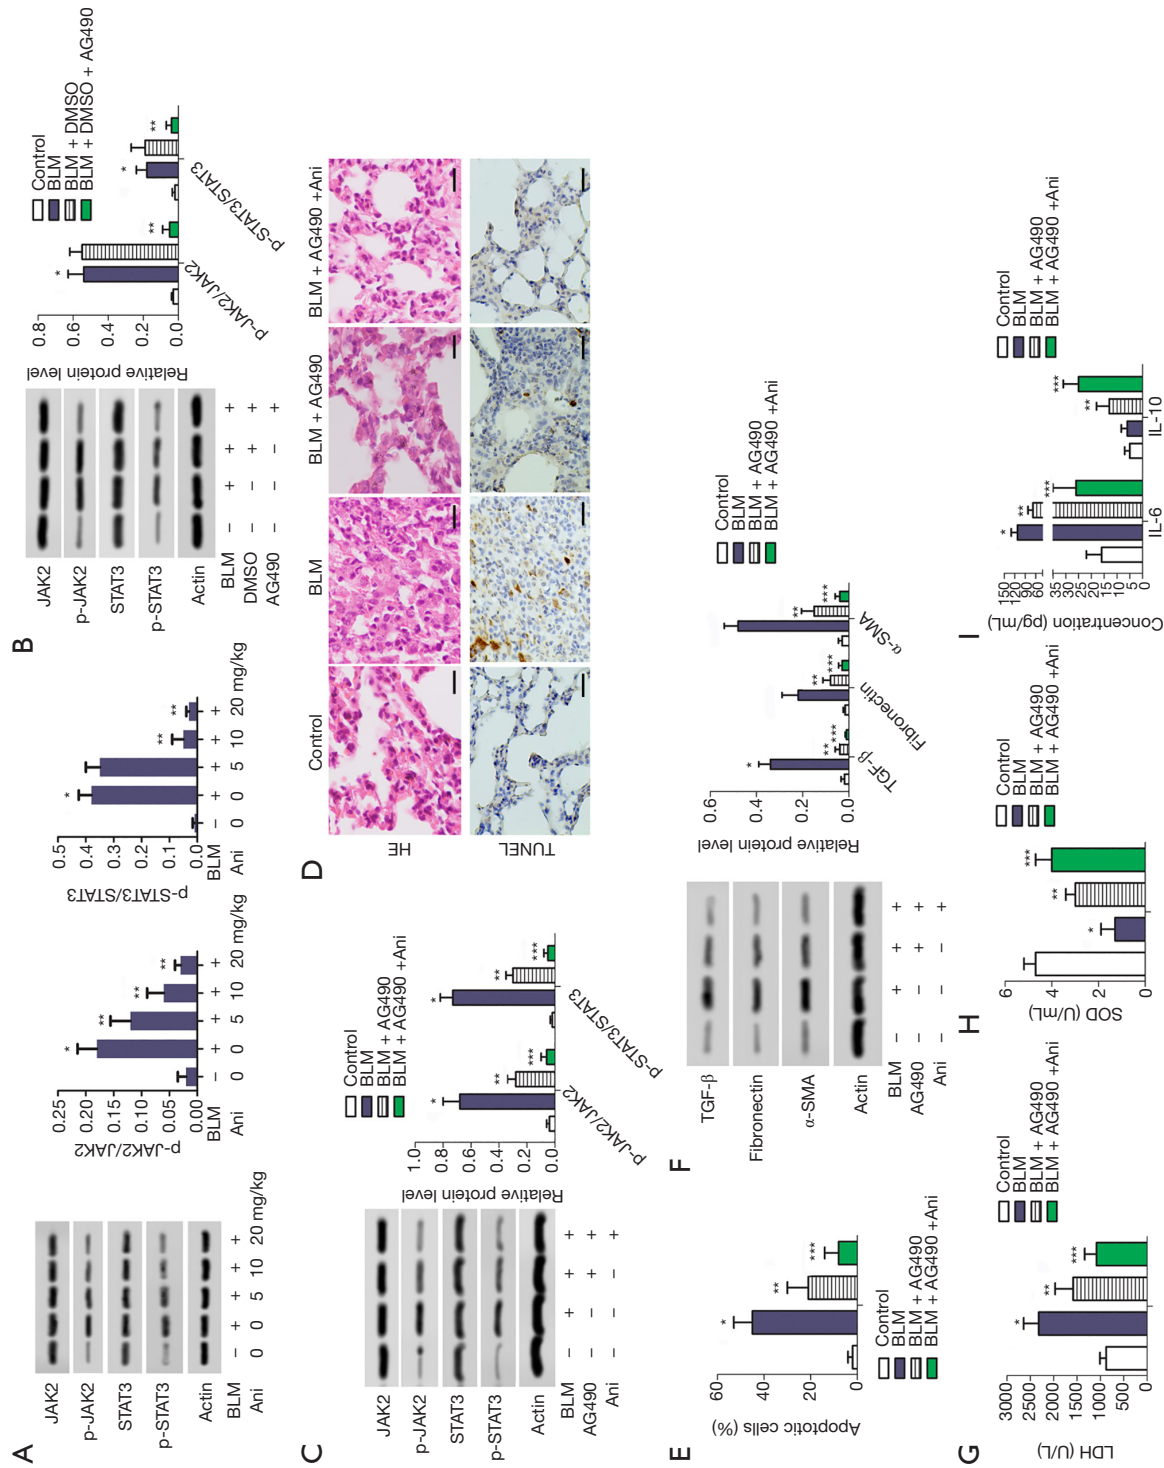 A
JAK2
p-JAK2
STAT3
p-STAT3
Actin
BLM – + + + +
Ani 0 0 5 10 20 mg/kg
p-JAK2/JAK2
0.25
0.20
0.15
0.10
0.05
0.00
* ** ** **
BLM – + + + +
Ani 0 0 5 10 20 mg/kg
p-STAT3/STAT3
0.5
0.4
0.3
0.2
0.1
0.0
* ** **
BLM – + + + +
Ani 0 0 5 10 20 mg/kg
B
JAK2
p-JAK2
STAT3
p-STAT3
Actin
BLM – + + +
DMSO – – + +
AG490 – – – +
Relative protein level
0.8
0.6
0.4
0.2
0.0
* ** * **
p-JAK2/JAK2
p-STAT3/STAT3
Control
BLM
BLM + DMSO
BLM + DMSO + AG490
C
JAK2
p-JAK2
STAT3
p-STAT3
Actin
BLM – + + +
AG490 – – + +
Ani – – – +
Relative protein level
1.0
0.8
0.6
0.4
0.2
0.0
* ** *** * ** ***
p-JAK2/JAK2
p-STAT3/STAT3
Control
BLM
BLM + AG490
BLM + AG490 +Ani
D
Control
BLM
BLM + AG490
BLM + AG490 +Ani
HE
TUNEL
E
Apoptotic cells (%)
60
40
20
0
* ** ***
Control
BLM
BLM + AG490
BLM + AG490 +Ani
F
TGF-β
Fibronectin
α-SMA
Actin
BLM – + + +
AG490 – – + +
Ani – – – +
Relative protein level
0.6
0.4
0.2
0.0
* ** *** ** *** ** ***
TGF-β
Fibronectin
α-SMA
Control
BLM
BLM + AG490
BLM + AG490 +Ani
G
LDH (U/L)
3000
2500
2000
1500
1000
500
0
* ** ***
Control
BLM
BLM + AG490
BLM + AG490 +Ani
H
SOD (U/mL)
6
4
2
0
* ** ***
Control
BLM
BLM + AG490
BLM + AG490 +Ani
I
Concentration (pg/mL)
150
120
90
60
35
30
25
20
15
10
5
0
* ** *** ** ***
IL-6
IL-10
Control
BLM
BLM + AG490
BLM + AG490 +Ani